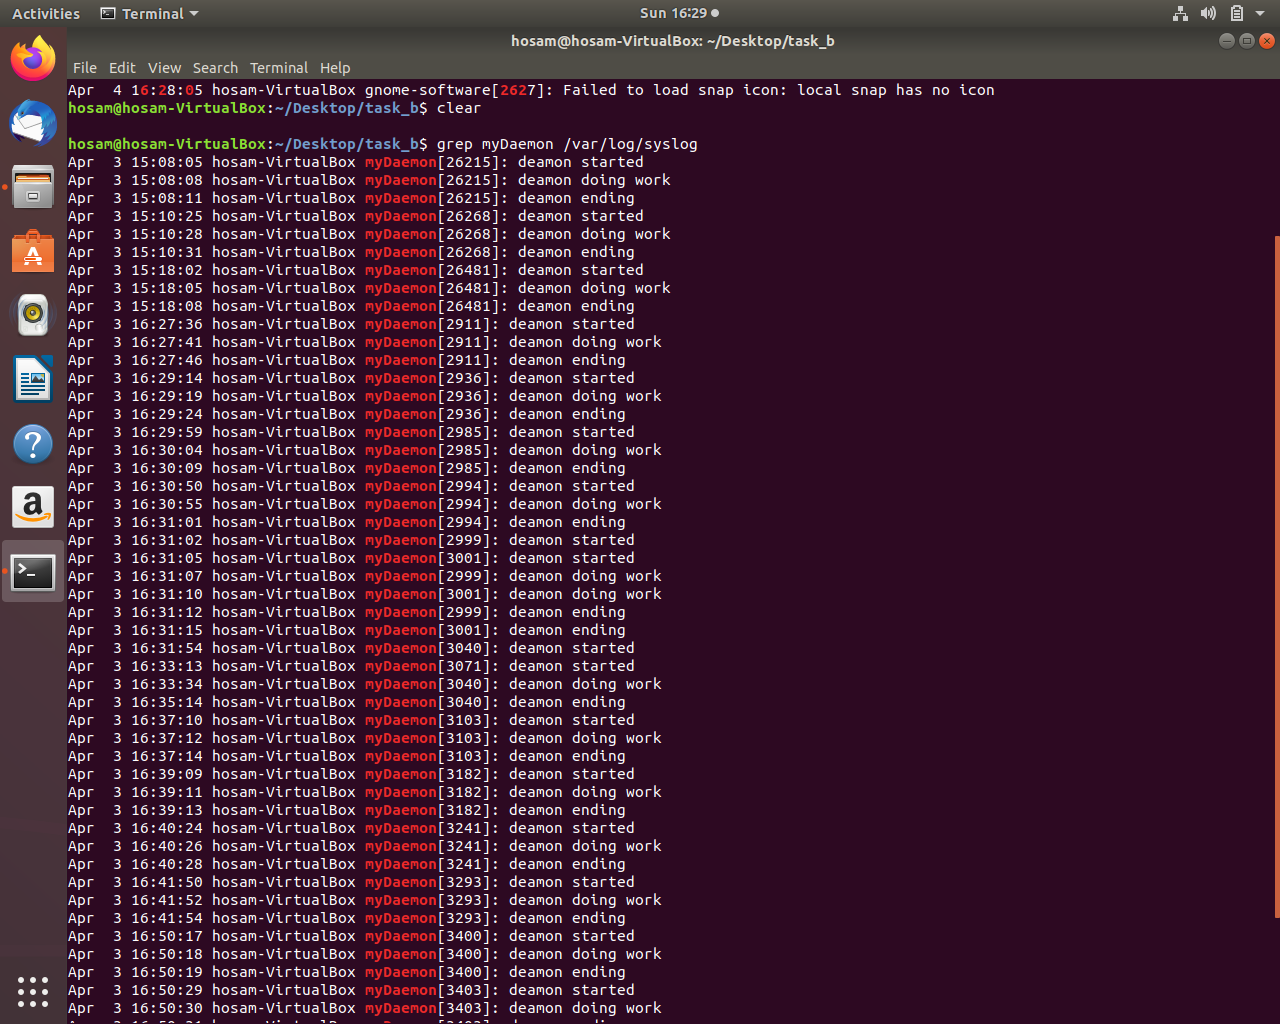 Activities Terminal Sun 16:29
hosam@hosam-VirtualBox: ~/Desktop/task_b
File Edit View Search Terminal Help
Apr  4 16:28:05 hosam-VirtualBox gnome-software[2627]: Failed to load snap icon: local snap has no icon
hosam@hosam-VirtualBox:~/Desktop/task_b$ clear
hosam@hosam-VirtualBox:~/Desktop/task_b$ grep myDaemon /var/log/syslog
Apr  3 15:08:05 hosam-VirtualBox myDaemon[26215]: deamon started
Apr  3 15:08:08 hosam-VirtualBox myDaemon[26215]: deamon doing work
Apr  3 15:08:11 hosam-VirtualBox myDaemon[26215]: deamon ending
Apr  3 15:10:25 hosam-VirtualBox myDaemon[26268]: deamon started
Apr  3 15:10:28 hosam-VirtualBox myDaemon[26268]: deamon doing work
Apr  3 15:10:31 hosam-VirtualBox myDaemon[26268]: deamon ending
Apr  3 15:18:02 hosam-VirtualBox myDaemon[26481]: deamon started
Apr  3 15:18:05 hosam-VirtualBox myDaemon[26481]: deamon doing work
Apr  3 15:18:08 hosam-VirtualBox myDaemon[26481]: deamon ending
Apr  3 16:27:36 hosam-VirtualBox myDaemon[2911]: deamon started
Apr  3 16:27:41 hosam-VirtualBox myDaemon[2911]: deamon doing work
Apr  3 16:27:46 hosam-VirtualBox myDaemon[2911]: deamon ending
Apr  3 16:29:14 hosam-VirtualBox myDaemon[2936]: deamon started
Apr  3 16:29:19 hosam-VirtualBox myDaemon[2936]: deamon doing work
Apr  3 16:29:24 hosam-VirtualBox myDaemon[2936]: deamon ending
Apr  3 16:29:59 hosam-VirtualBox myDaemon[2985]: deamon started
Apr  3 16:30:04 hosam-VirtualBox myDaemon[2985]: deamon doing work
Apr  3 16:30:09 hosam-VirtualBox myDaemon[2985]: deamon ending
Apr  3 16:30:50 hosam-VirtualBox myDaemon[2994]: deamon started
Apr  3 16:30:55 hosam-VirtualBox myDaemon[2994]: deamon doing work
Apr  3 16:31:01 hosam-VirtualBox myDaemon[2994]: deamon ending
Apr  3 16:31:02 hosam-VirtualBox myDaemon[2999]: deamon started
Apr  3 16:31:05 hosam-VirtualBox myDaemon[3001]: deamon started
Apr  3 16:31:07 hosam-VirtualBox myDaemon[2999]: deamon doing work
Apr  3 16:31:10 hosam-VirtualBox myDaemon[3001]: deamon doing work
Apr  3 16:31:12 hosam-VirtualBox myDaemon[2999]: deamon ending
Apr  3 16:31:15 hosam-VirtualBox myDaemon[3001]: deamon ending
Apr  3 16:31:54 hosam-VirtualBox myDaemon[3040]: deamon started
Apr  3 16:33:13 hosam-VirtualBox myDaemon[3071]: deamon started
Apr  3 16:33:34 hosam-VirtualBox myDaemon[3040]: deamon doing work
Apr  3 16:35:14 hosam-VirtualBox myDaemon[3040]: deamon ending
Apr  3 16:37:10 hosam-VirtualBox myDaemon[3103]: deamon started
Apr  3 16:37:12 hosam-VirtualBox myDaemon[3103]: deamon doing work
Apr  3 16:37:14 hosam-VirtualBox myDaemon[3103]: deamon ending
Apr  3 16:39:09 hosam-VirtualBox myDaemon[3182]: deamon started
Apr  3 16:39:11 hosam-VirtualBox myDaemon[3182]: deamon doing work
Apr  3 16:39:13 hosam-VirtualBox myDaemon[3182]: deamon ending
Apr  3 16:40:24 hosam-VirtualBox myDaemon[3241]: deamon started
Apr  3 16:40:26 hosam-VirtualBox myDaemon[3241]: deamon doing work
Apr  3 16:40:28 hosam-VirtualBox myDaemon[3241]: deamon ending
Apr  3 16:41:50 hosam-VirtualBox myDaemon[3293]: deamon started
Apr  3 16:41:52 hosam-VirtualBox myDaemon[3293]: deamon doing work
Apr  3 16:41:54 hosam-VirtualBox myDaemon[3293]: deamon ending
Apr  3 16:50:17 hosam-VirtualBox myDaemon[3400]: deamon started
Apr  3 16:50:18 hosam-VirtualBox myDaemon[3400]: deamon doing work
Apr  3 16:50:19 hosam-VirtualBox myDaemon[3400]: deamon ending
Apr  3 16:50:29 hosam-VirtualBox myDaemon[3403]: deamon started
Apr  3 16:50:30 hosam-VirtualBox myDaemon[3403]: deamon doing work